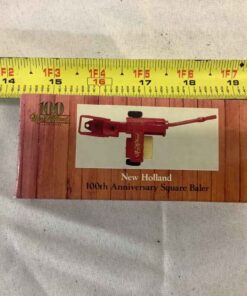 1F2 1F3 1F4 1F5 1F6 1F7
14 15 16 17 18 19
100
New Holland
100th Anniversary Square Baler